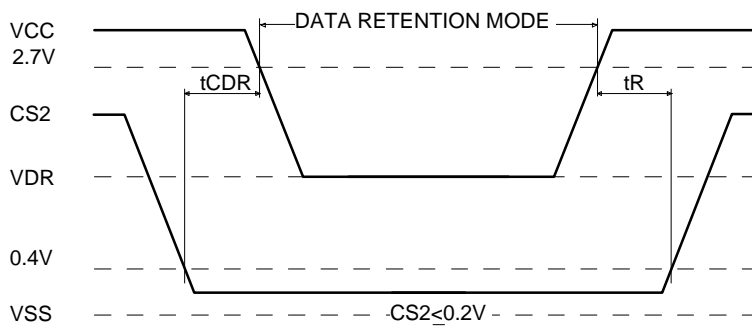 VCC
DATA RETENTION MODE
2.7V
tCDR
tR
CS2
VDR
0.4V
CS2≤0.2V
VSS